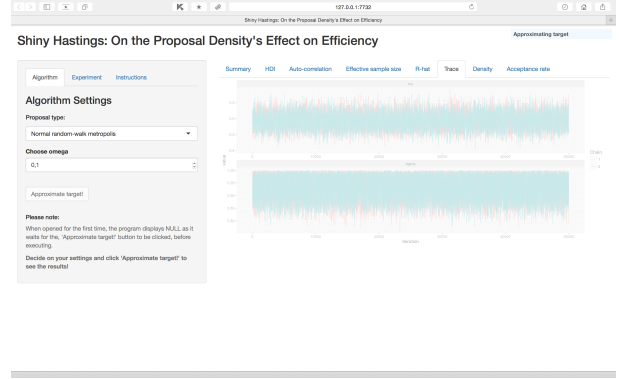 127.0.0.1:7732
Shiny Hastings: On the Proposal Density's Effect on Efficiency
Shiny Hastings: On the Proposal Density's Effect on Efficiency
Approximating target
Algorithm Experiment Instructions
Summary HDI Auto-correlation Effective sample size R-hat Trace Density Acceptance rate
Algorithm Settings
Proposal type:
Normal random-walk metropolis
Choose omega
0,1
Approximate target!
Please note:
When opened for the first time, the program displays NULL as it
waits for the, 'Approximate target!' button to be clicked, before
executing.
Decide on your settings and click 'Approximate target!' to
see the results!
value
Chain
Iteration